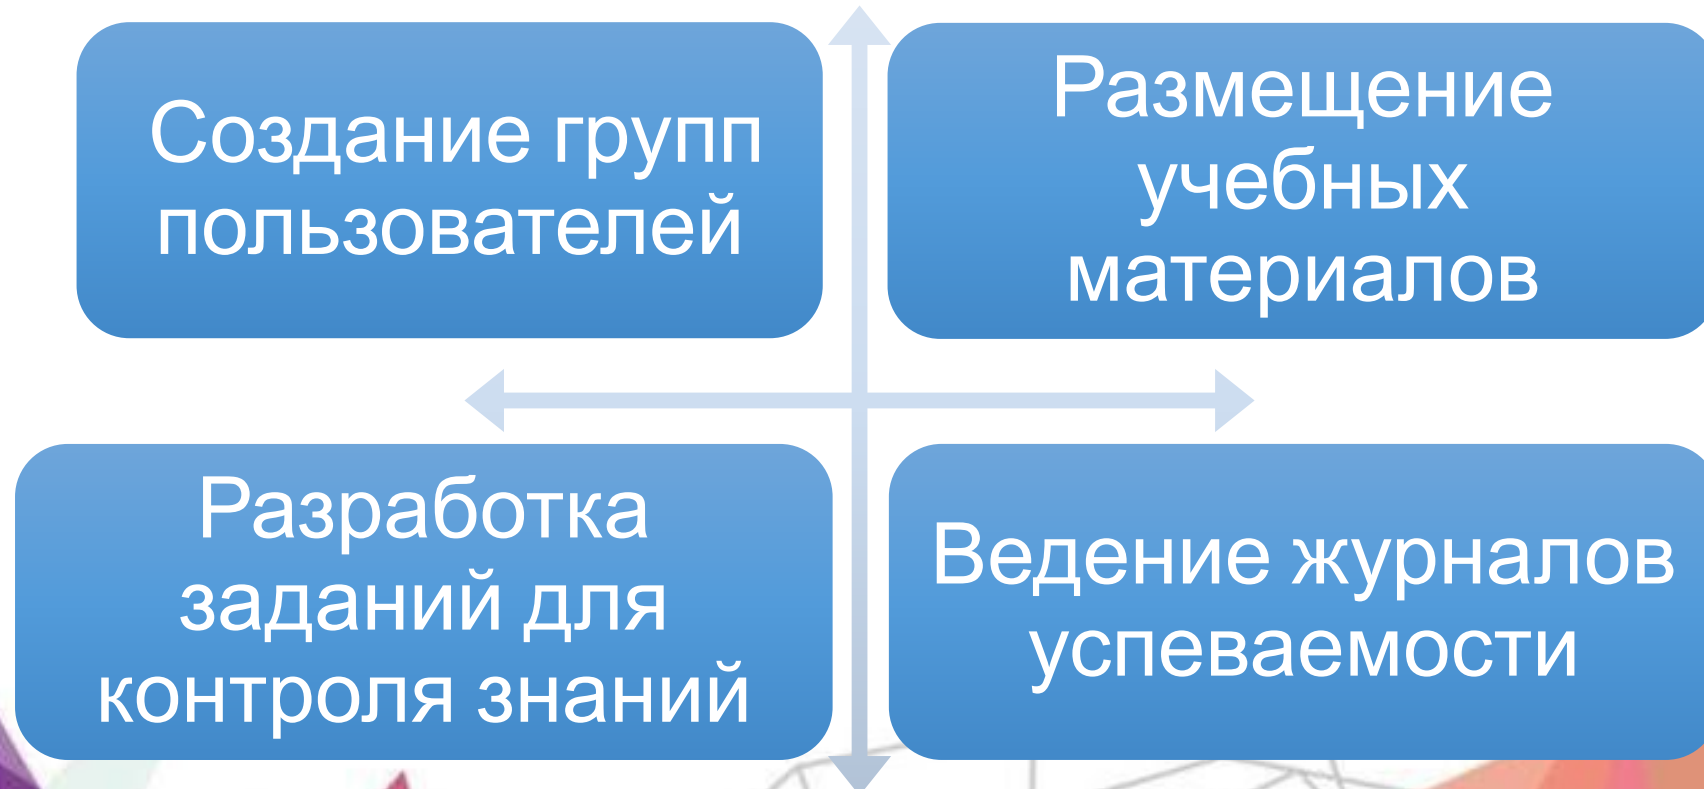 Создание групп
пользователей
Размещение
учебных
материалов
Разработка
заданий для
контроля знаний
Ведение журналов
успеваемости